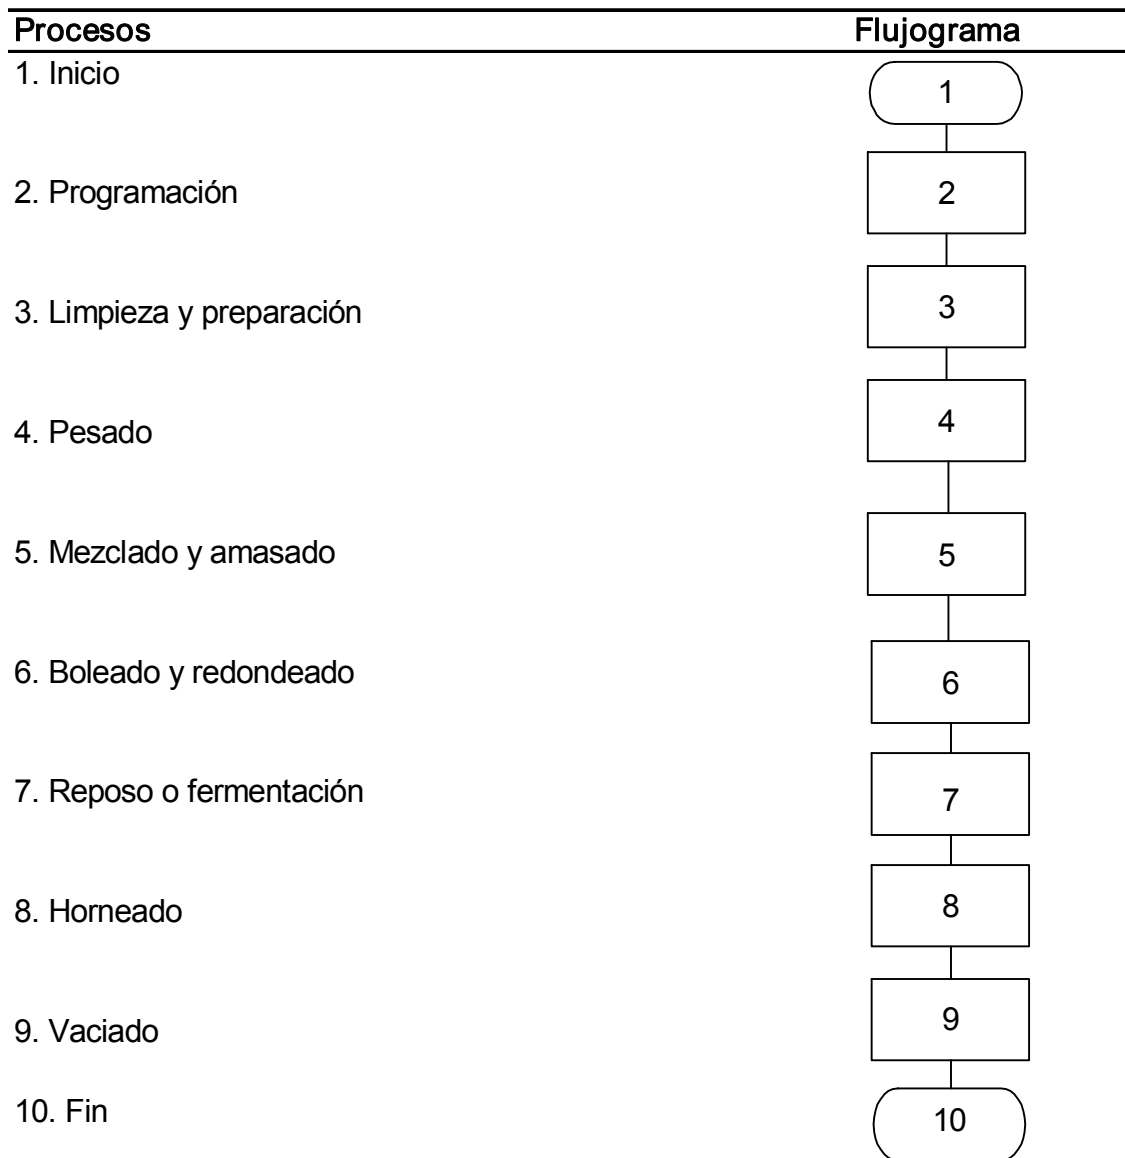 Procesos Flujograma
1. Inicio
1
2. Programación
2
3. Limpieza y preparación
3
4. Pesado
4
5. Mezclado y amasado
5
6. Boleado y redondeado
6
7. Reposo o fermentación
7
8. Horneado
8
9. Vaciado
9
10. Fin
10